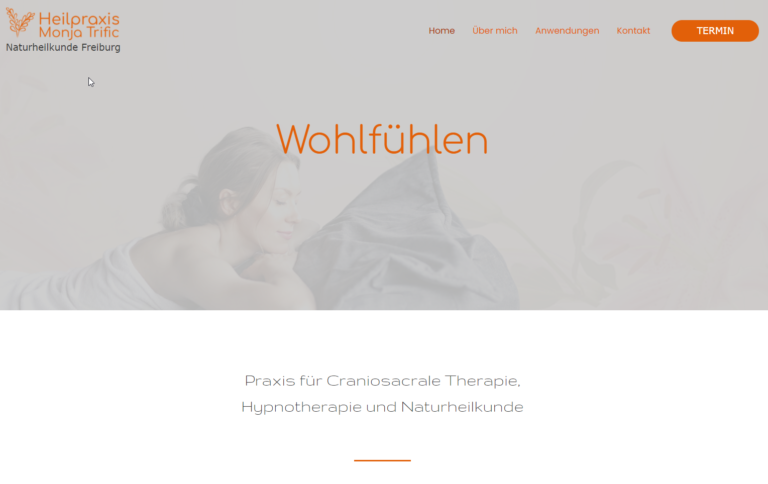 Heilpraxis
Monja Trific
Naturheilkunde Freiburg
Home Über mich Anwendungen Kontakt TERMIN
Wohlfühlen
Praxis für Craniosacrale Therapie,
Hypnotherapie und Naturheilkunde